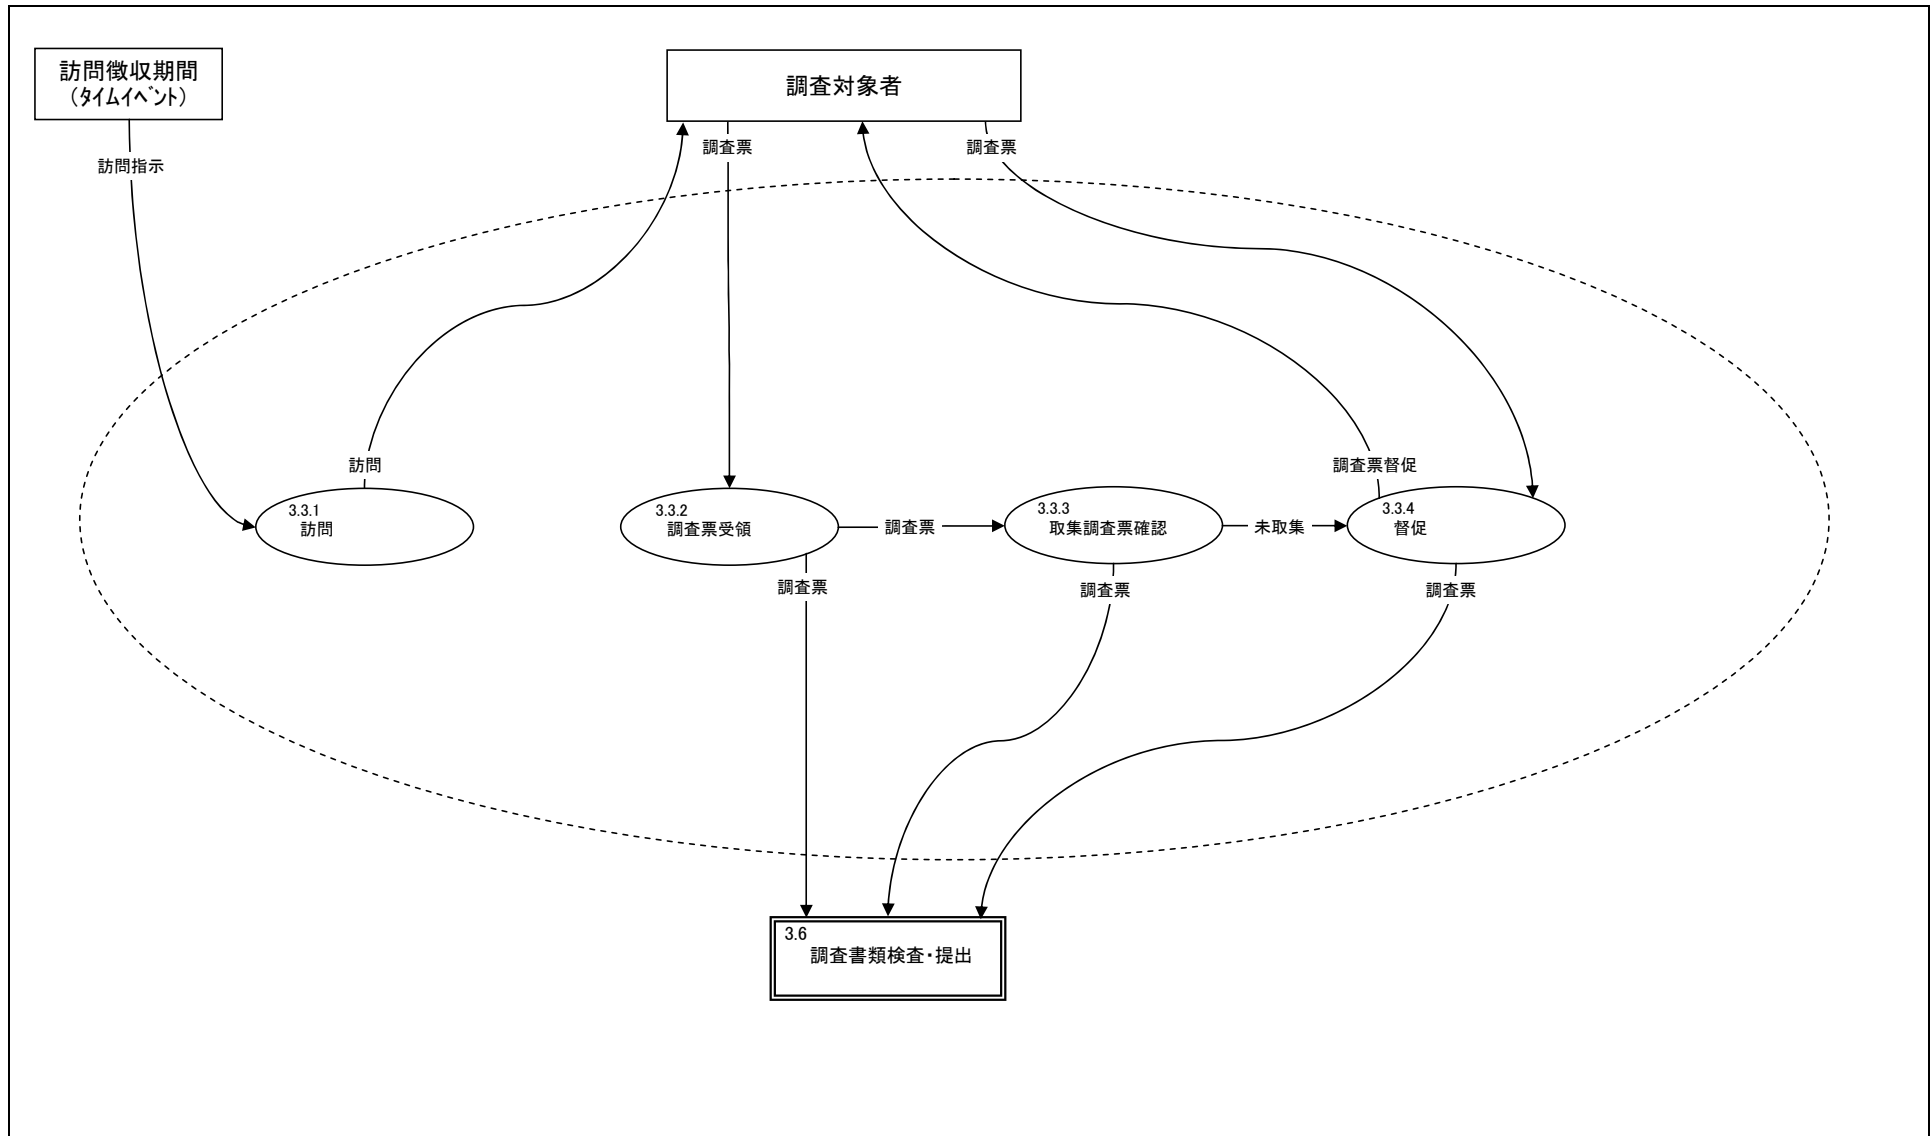 訪問徴収期間
(タイムイベント)
調査対象者
訪問指示
調査票
調査票
訪問
調査票督促
3.3.1
訪問
3.3.2
調査票受領
調査票
3.3.3
取集調査票確認
未取集
3.3.4
督促
調査票
調査票
調査票
3.6
調査書類検査・提出